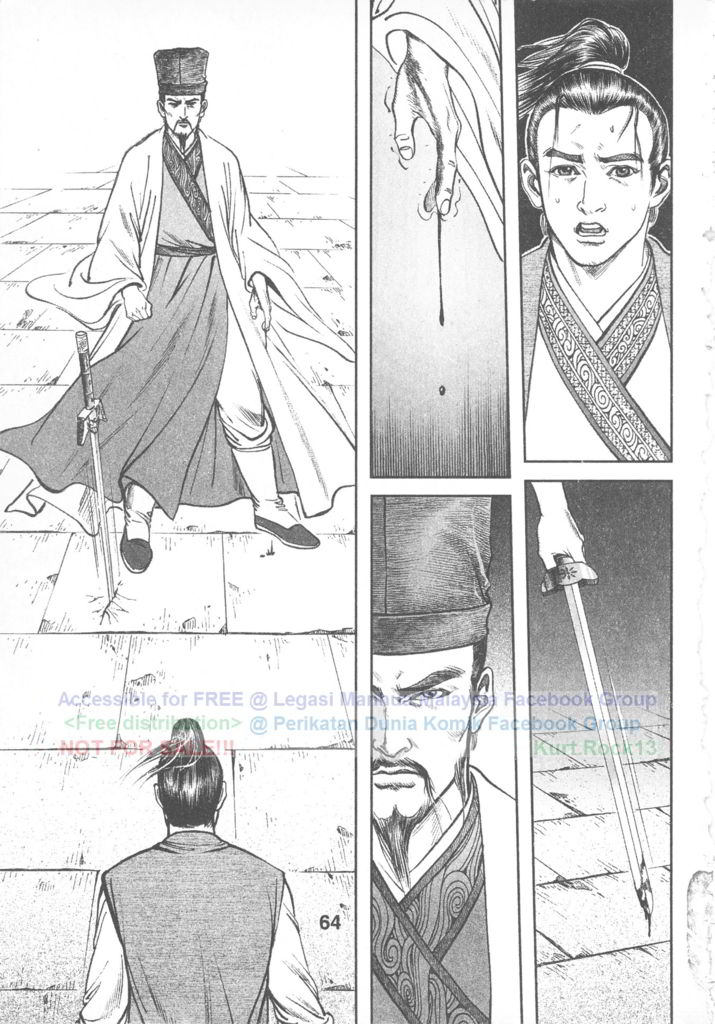 Accessible for FREE @ Legasi Manhua Malaysia Facebook Group
<Free distribution> @ Perikatan Dunia Komik Facebook Group
NOT FOR SALE!!! Kurt.Rock13
64